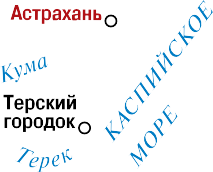 Астрахань
Кума
Терский
городок
Терек
КАСПИЙСКОЕ
МОРЕ